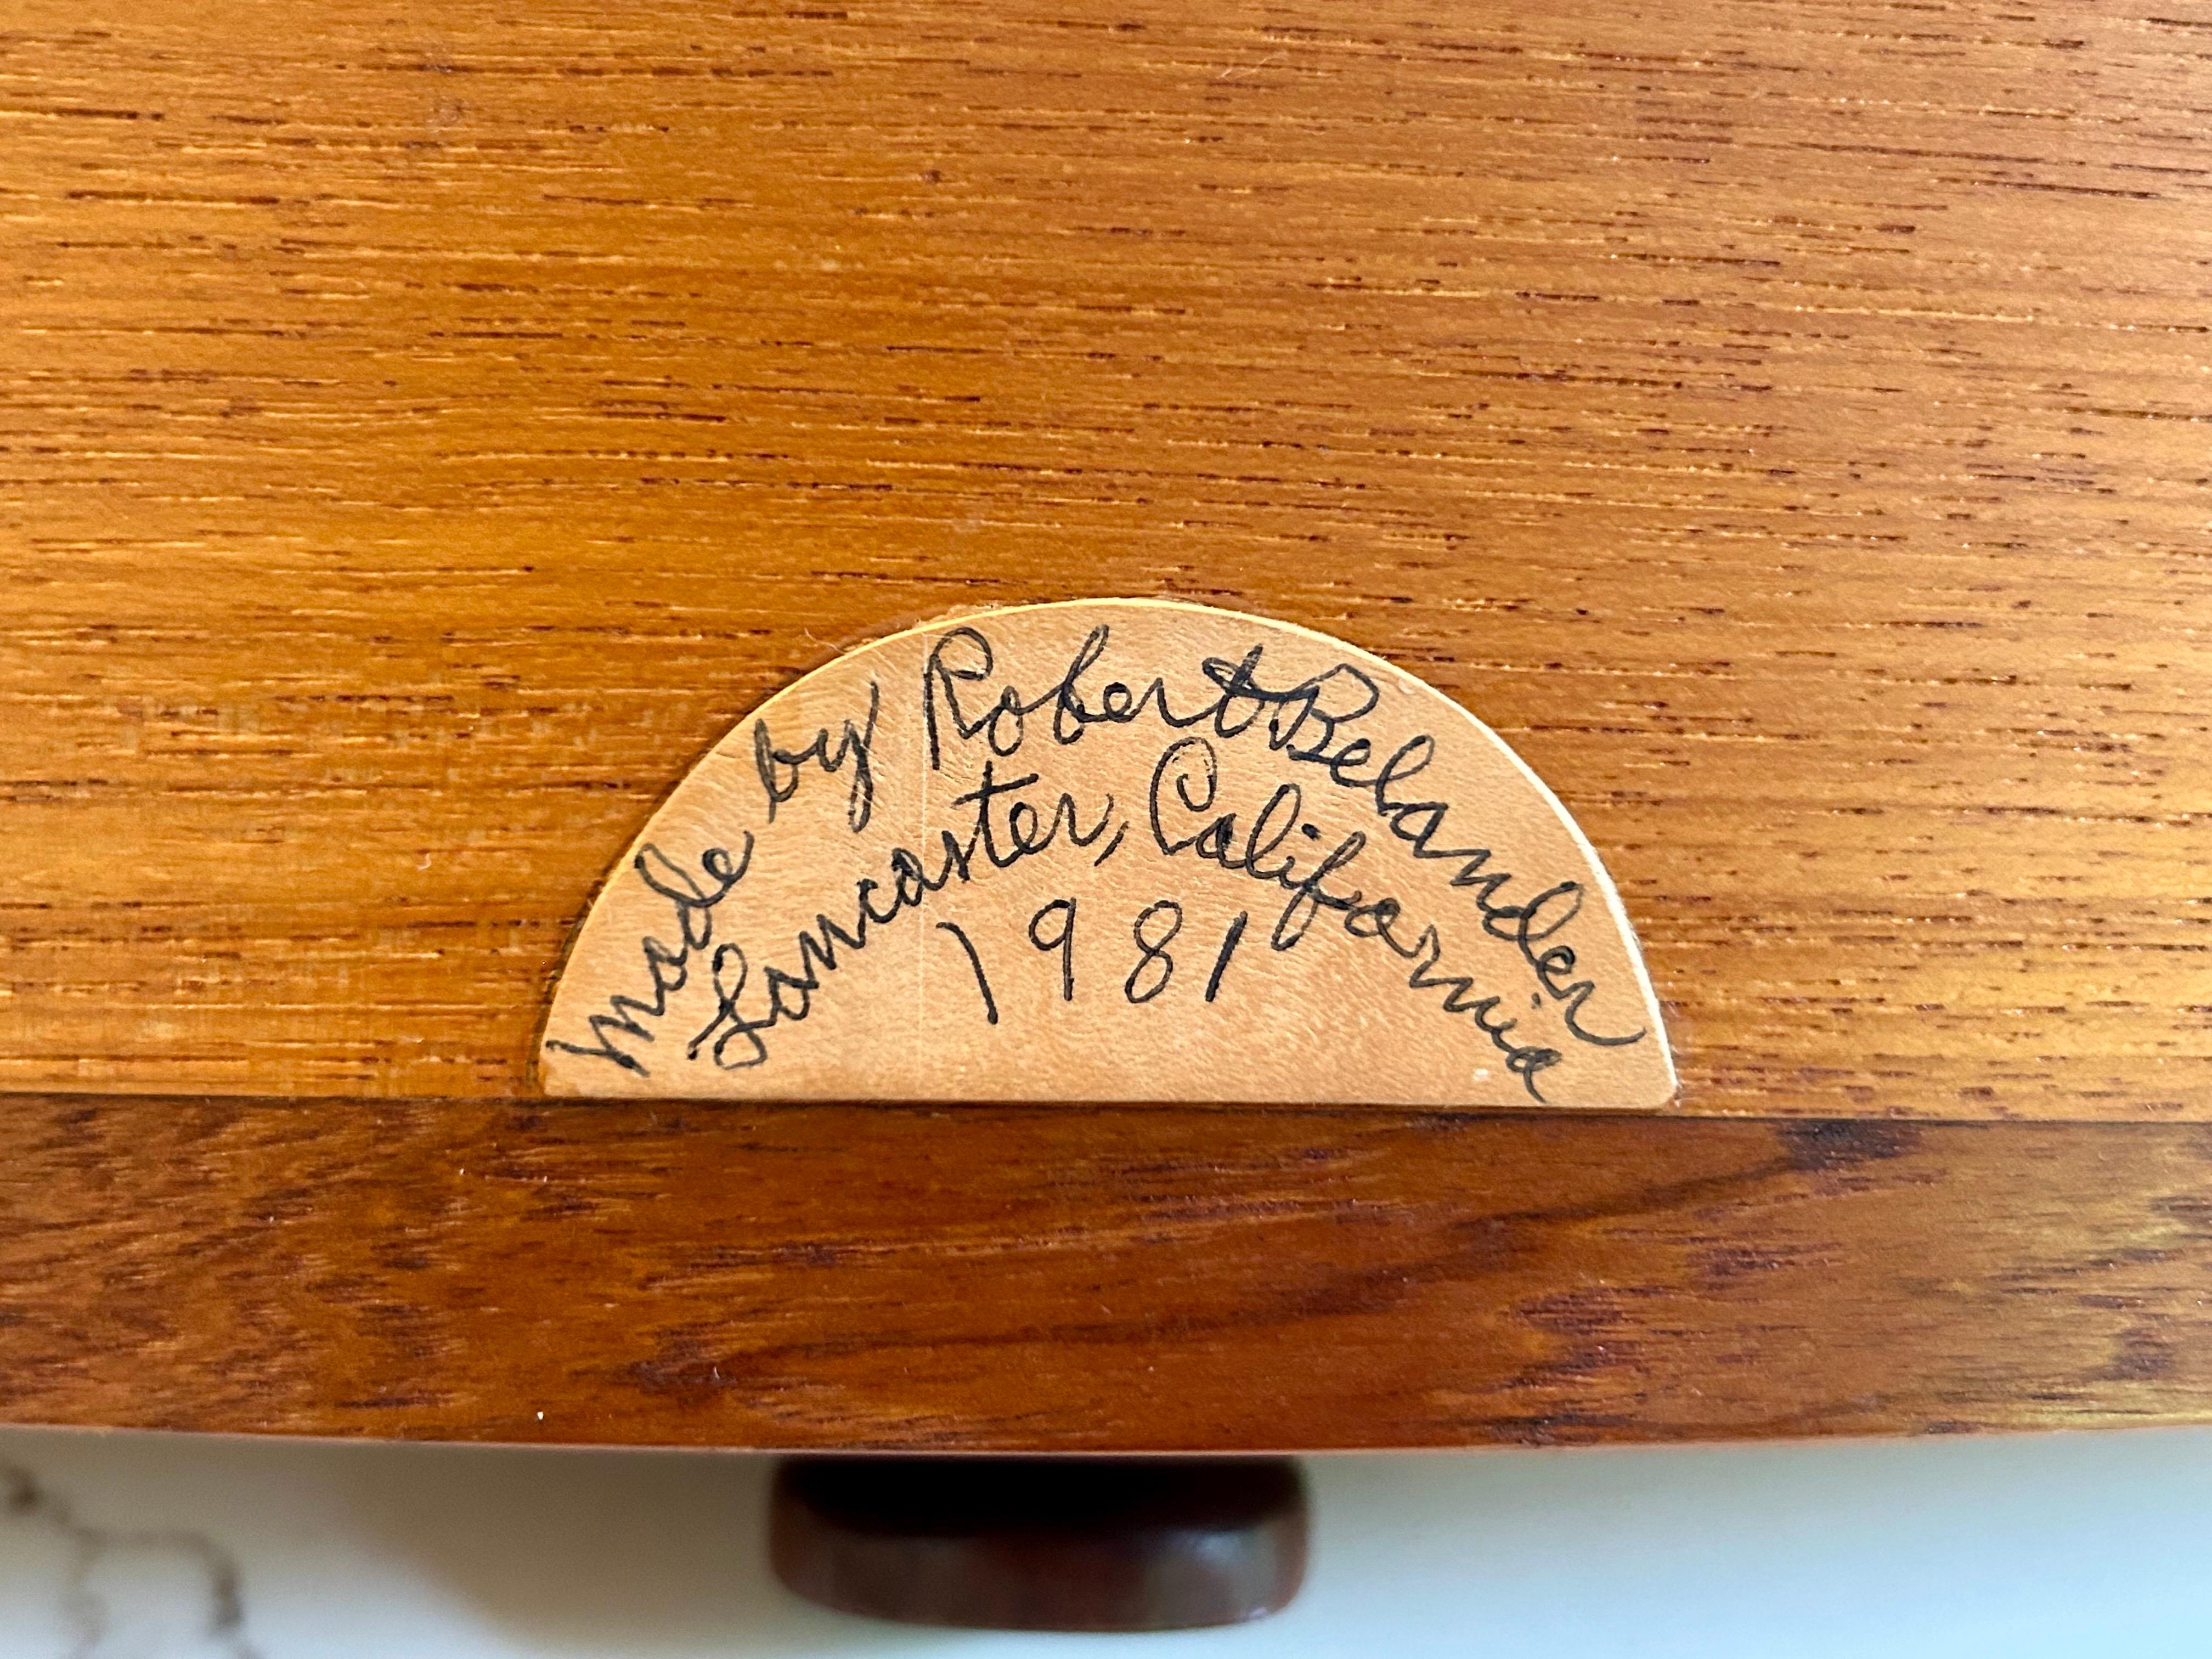 Made by Robert Belander
Lancaster, California
1981